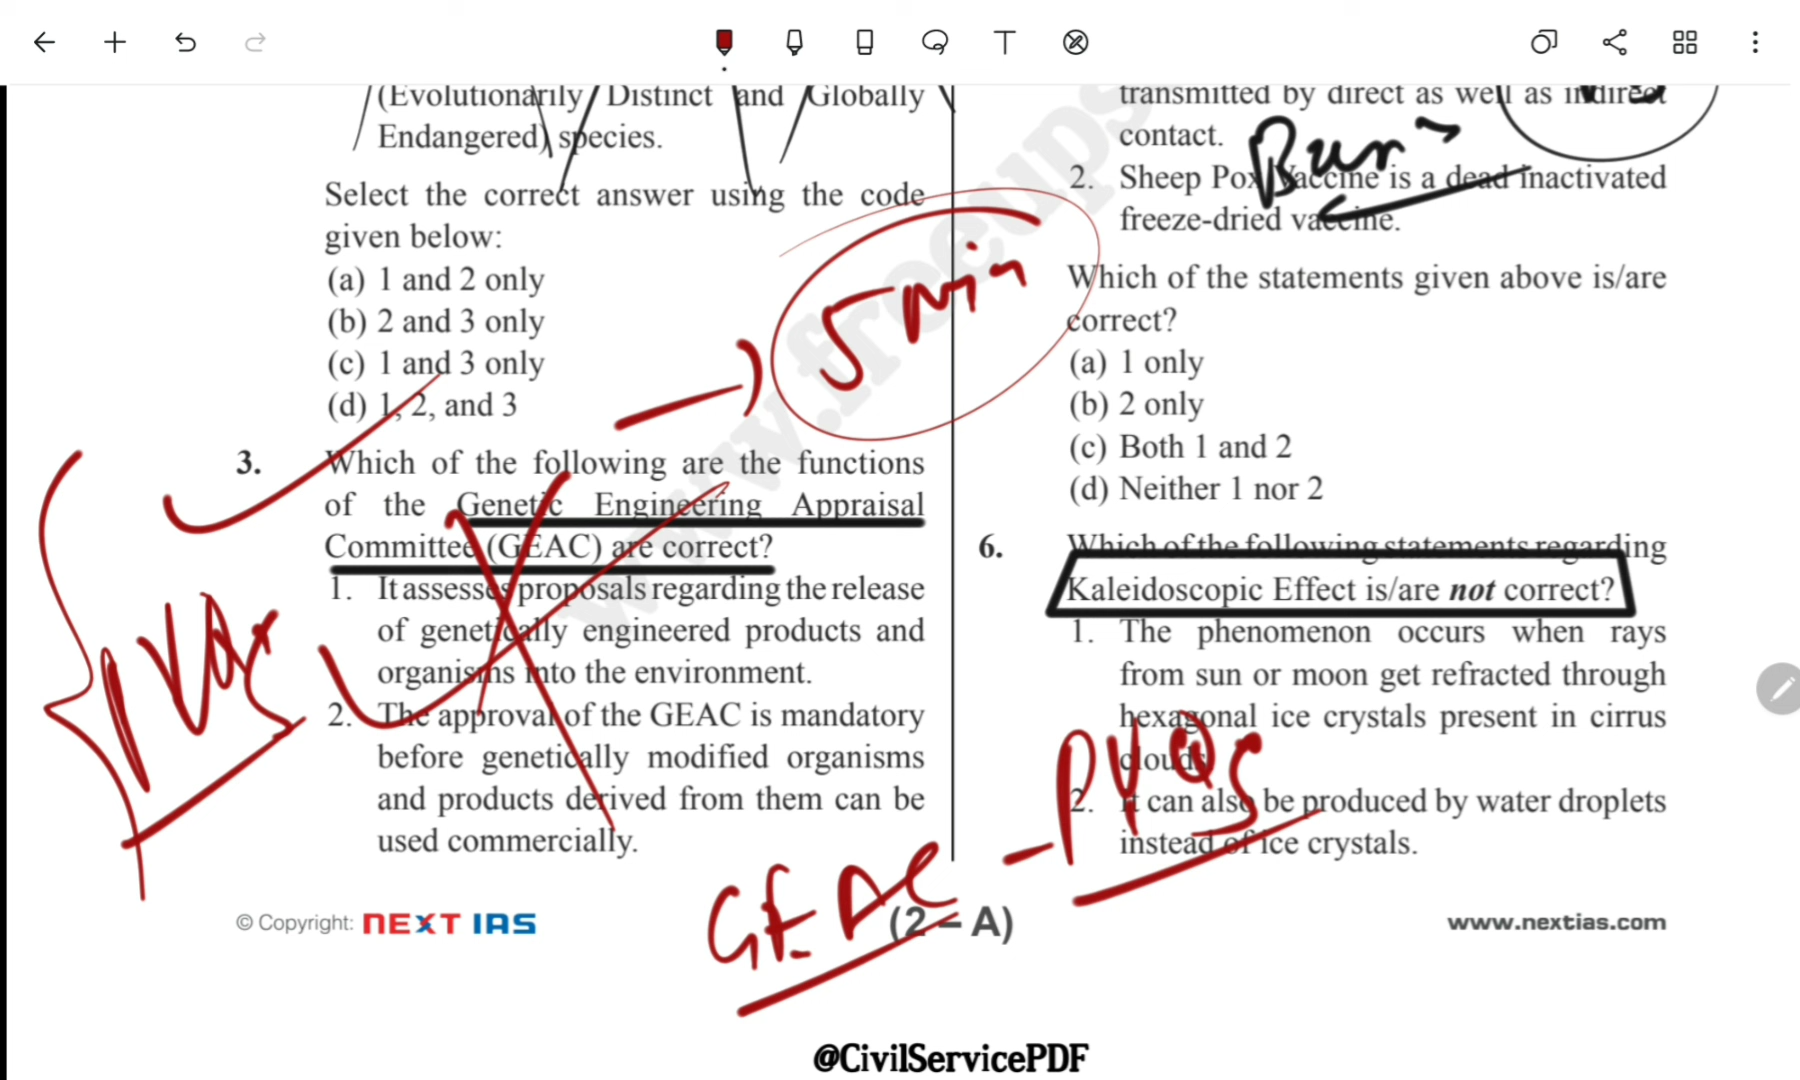 (Evolutionarily Distinct and Globally
Endangered) species.
Select the correct answer using the code
given below:
(a) 1 and 2 only
(b) 2 and 3 only
(c) 1 and 3 only
(d) 1, 2, and 3
5 min
3. Which of the following are the functions
of the Genetic Engineering Appraisal
Committee (GEAC) are correct?
1. It assesses proposals regarding the release
of genetically engineered products and
organisms into the environment.
2. The approval of the GEAC is mandatory
before genetically modified organisms
and products derived from them can be
used commercially.
transmitted by direct as well as indirect
contact.
2. Sheep Pox Vaccine is a dead inactivated
freeze-dried vaccine.
Which of the statements given above is/are
correct?
(a) 1 only
(b) 2 only
(c) Both 1 and 2
(d) Neither 1 nor 2
6. Which of the following statements regarding
Kaleidoscopic Effect is/are not correct?
1. The phenomenon occurs when rays
from sun or moon get refracted through
hexagonal ice crystals present in cirrus
clouds.
2. It can also be produced by water droplets
instead of ice crystals.
GEAC - PYQS
© Copyright: NEXT IAS
(2 – A)
www.nextias.com
@CivilServicePDF